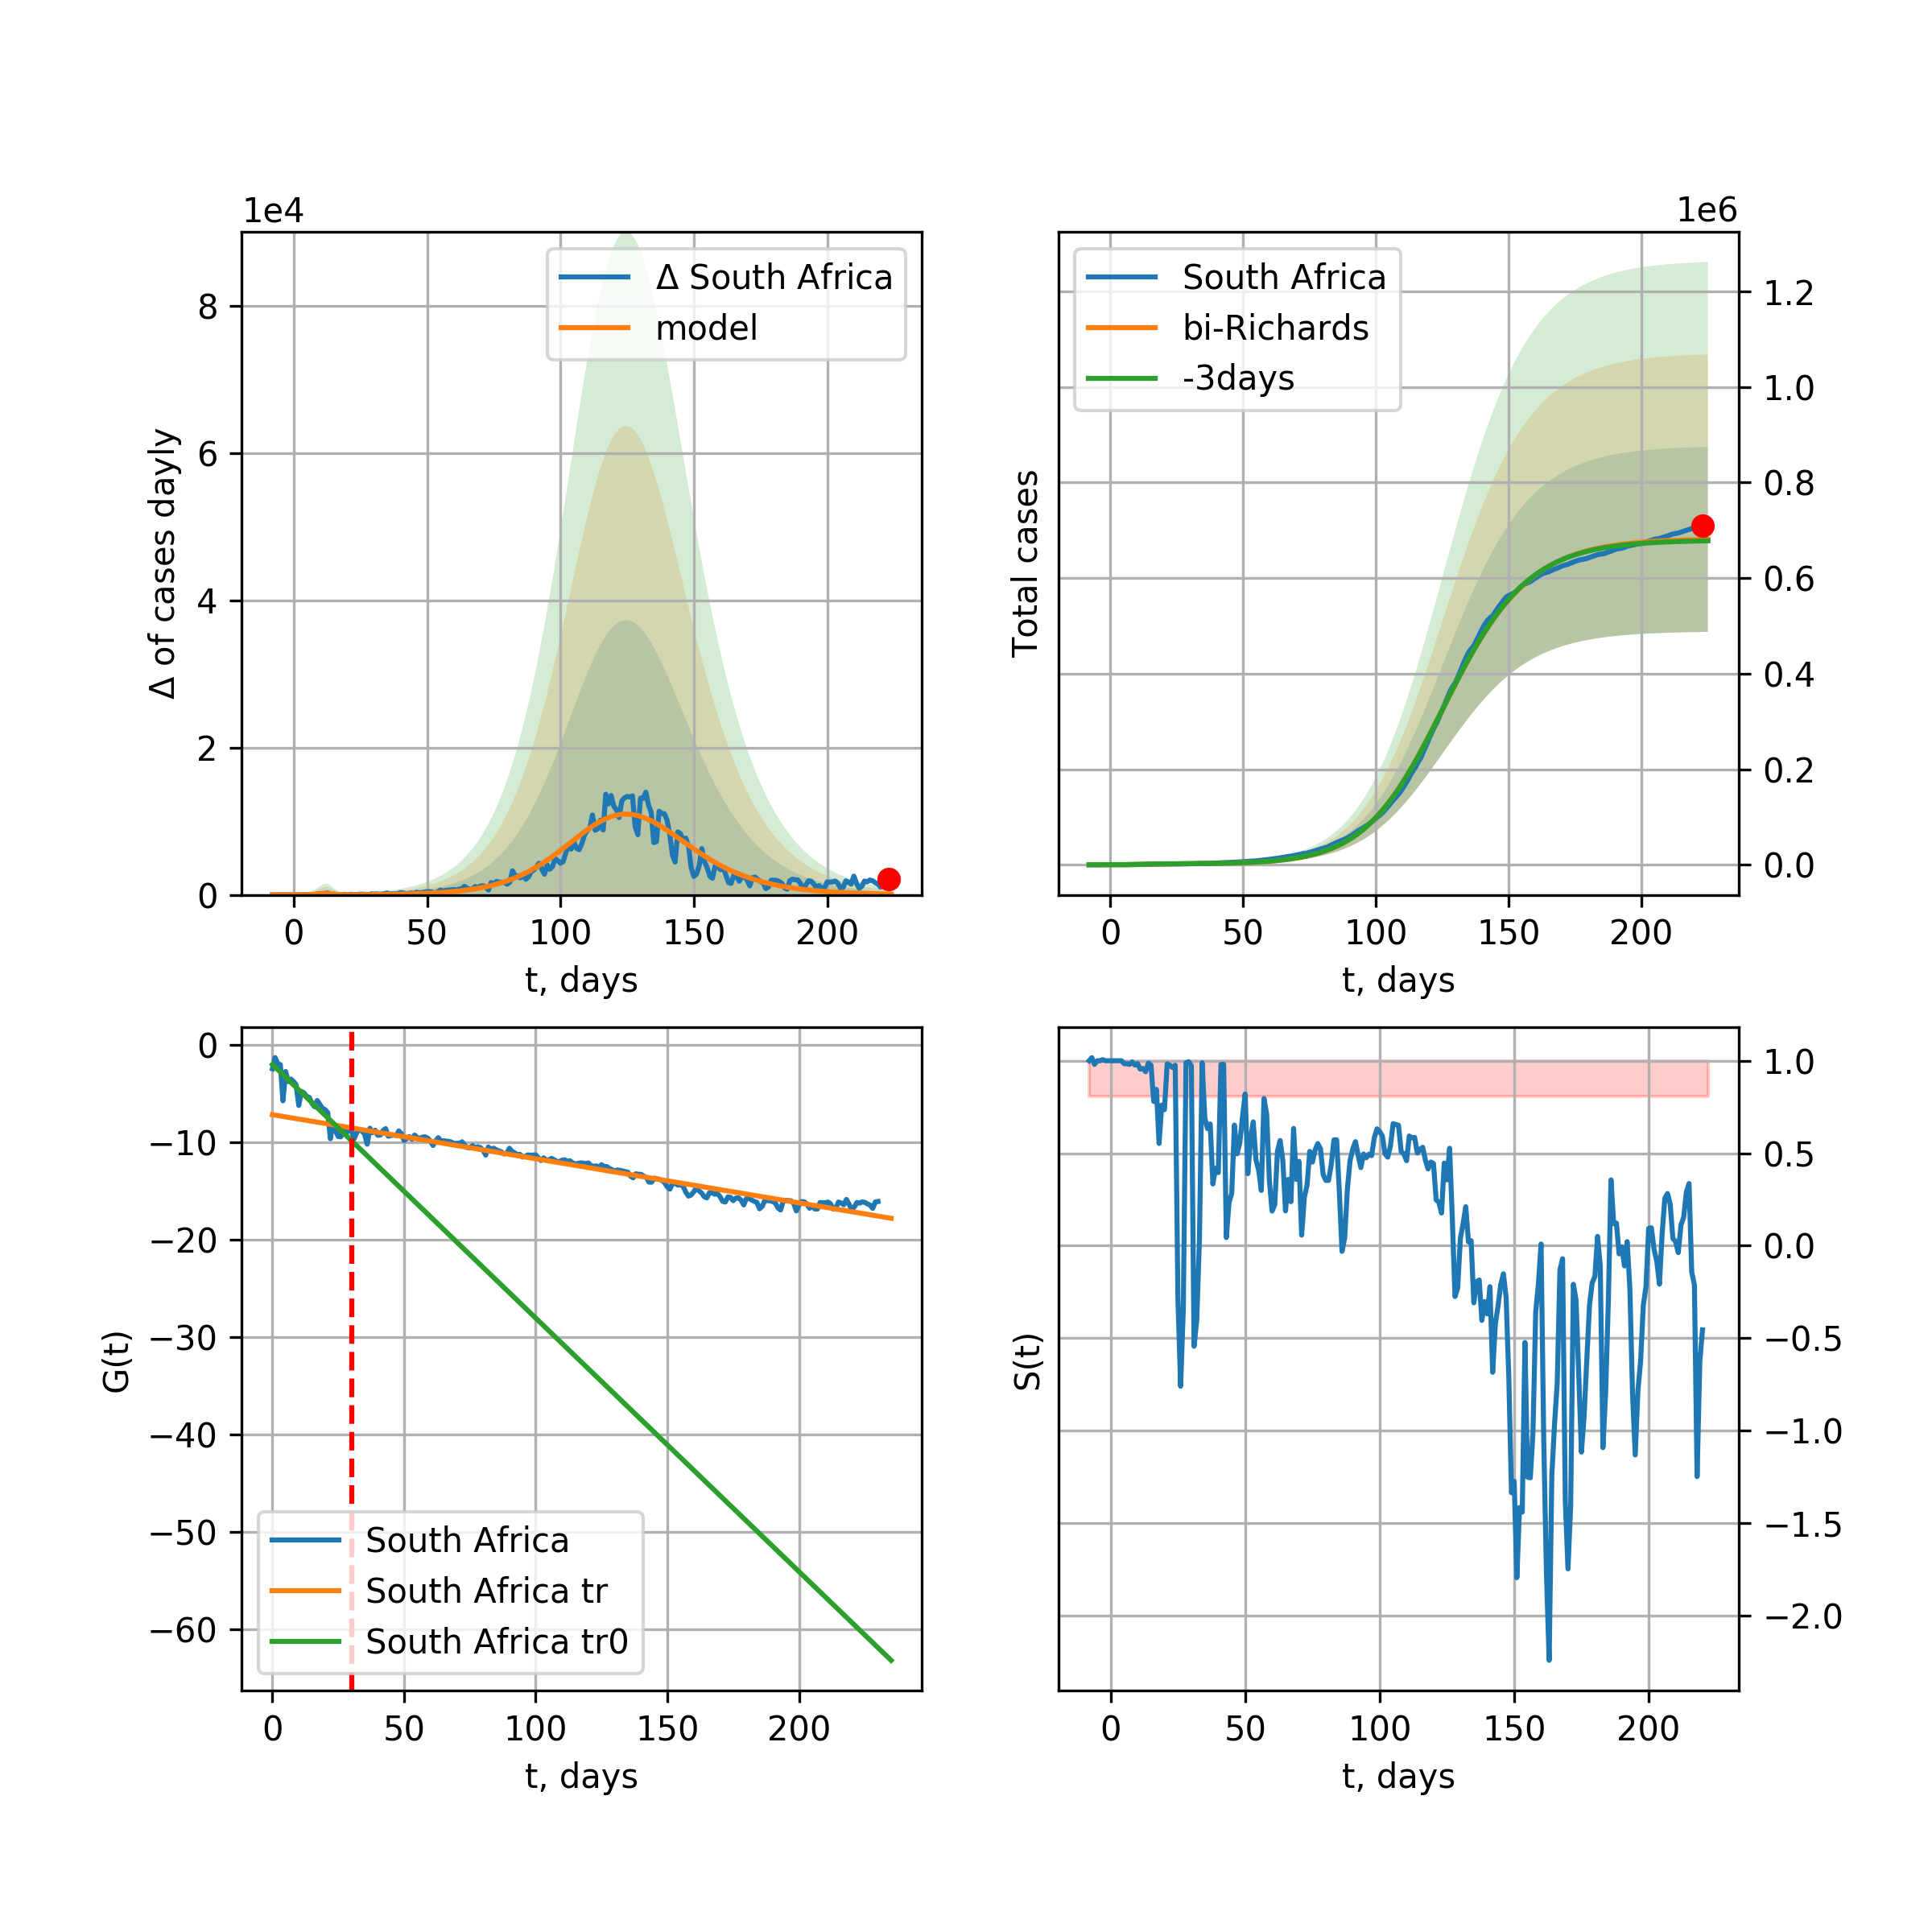 1e4
Δ of cases dayly
8
6
4
2
0
Δ South Africa
model
0 50 100 150 200
t, days
1e6
Total cases
South Africa
bi-Richards
-3days
1.2
1.0
0.8
0.6
0.4
0.2
0.0
0 50 100 150 200
t, days
G(t)
0
−10
−20
−30
−40
−50
−60
South Africa
South Africa tr
South Africa tr0
0 50 100 150 200
t, days
S(t)
1.0
0.5
0.0
−0.5
−1.0
−1.5
−2.0
0 50 100 150 200
t, days